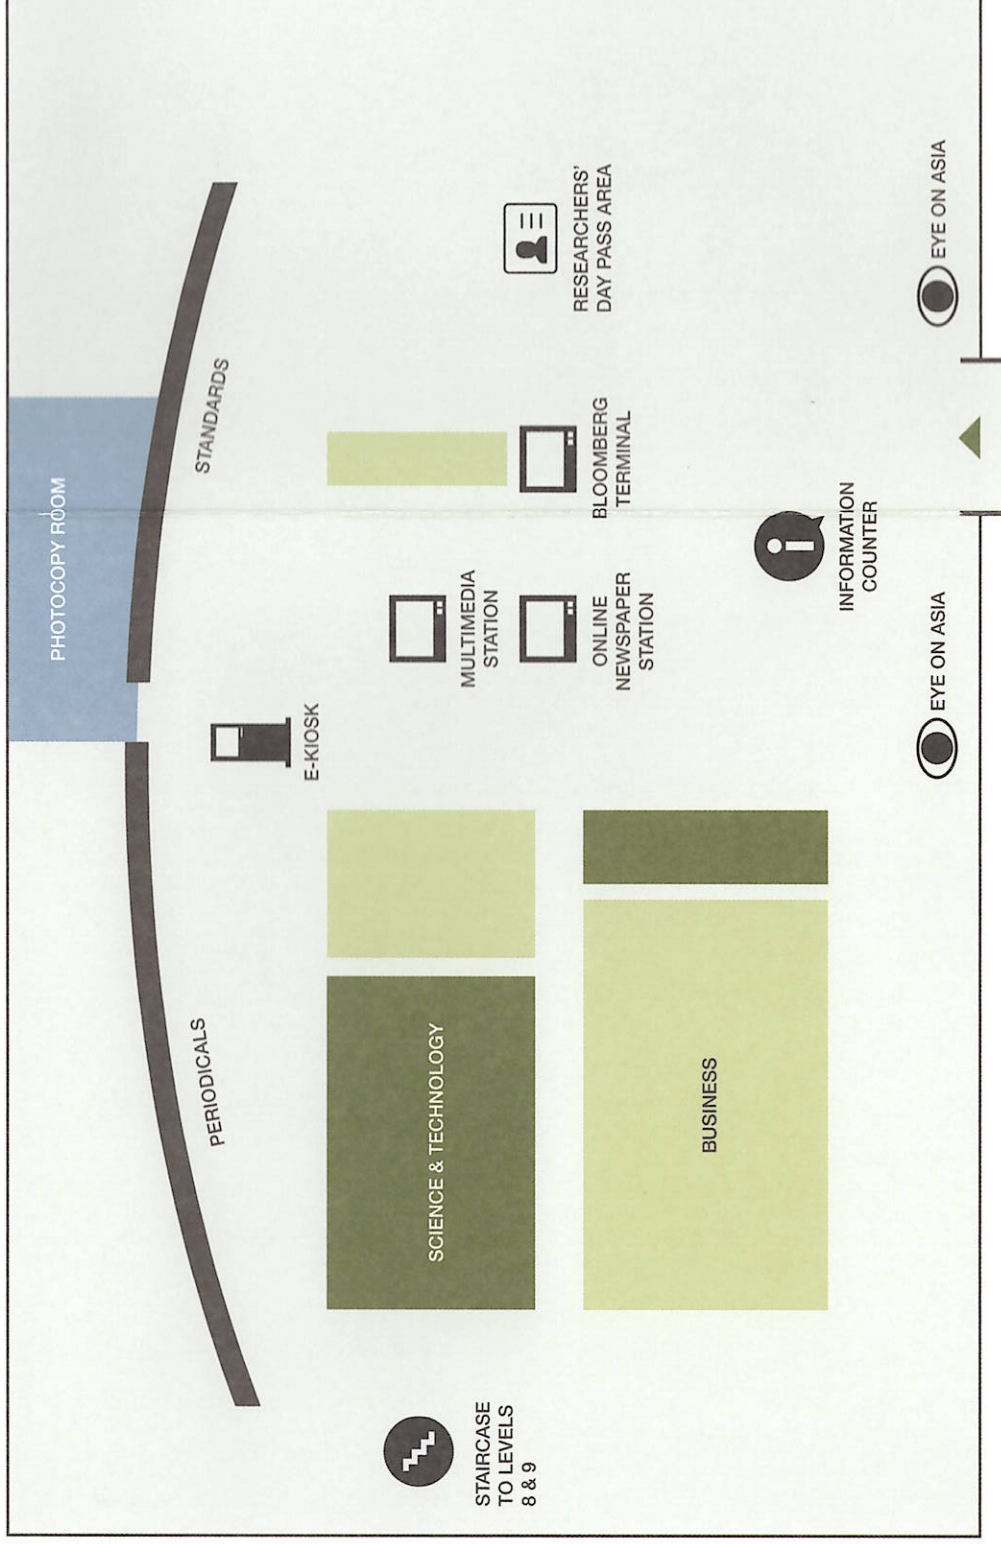 PHOTOCOPY ROOM
STANDARDS
PERIODICALS
E-KIOSK
MULTIMEDIA
STATION
BLOOMBERG
TERMINAL
ONLINE
NEWSPAPER
STATION
RESEARCHERS'
DAY PASS AREA
SCIENCE & TECHNOLOGY
BUSINESS
STAIRCASE
TO LEVELS
8 & 9
INFORMATION
COUNTER
EYE ON ASIA
EYE ON ASIA